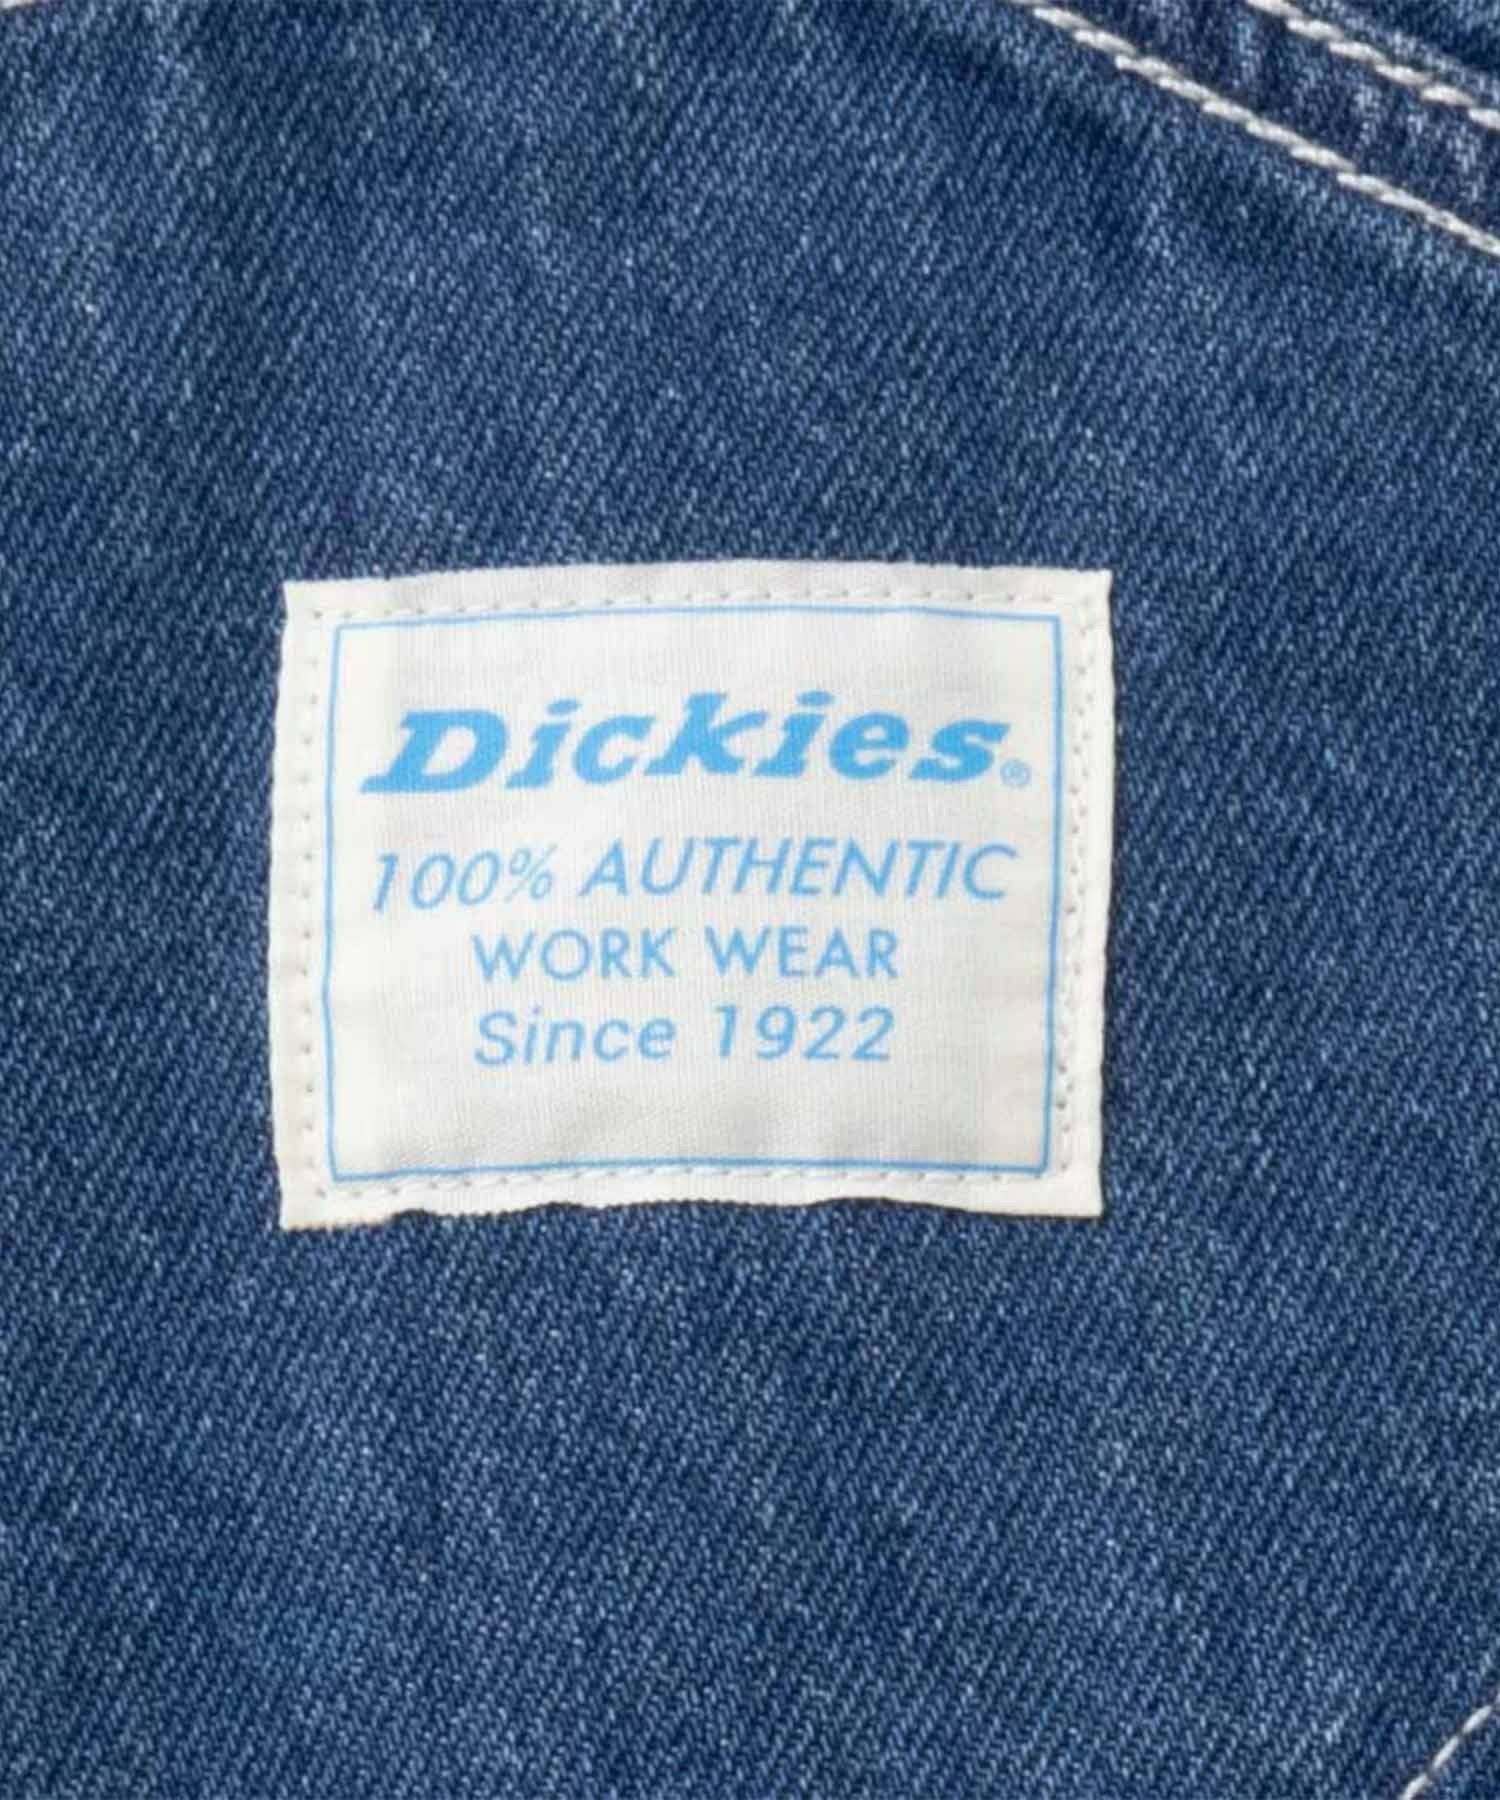 Dickies®
100% AUTHENTIC
WORK WEAR
Since 1922